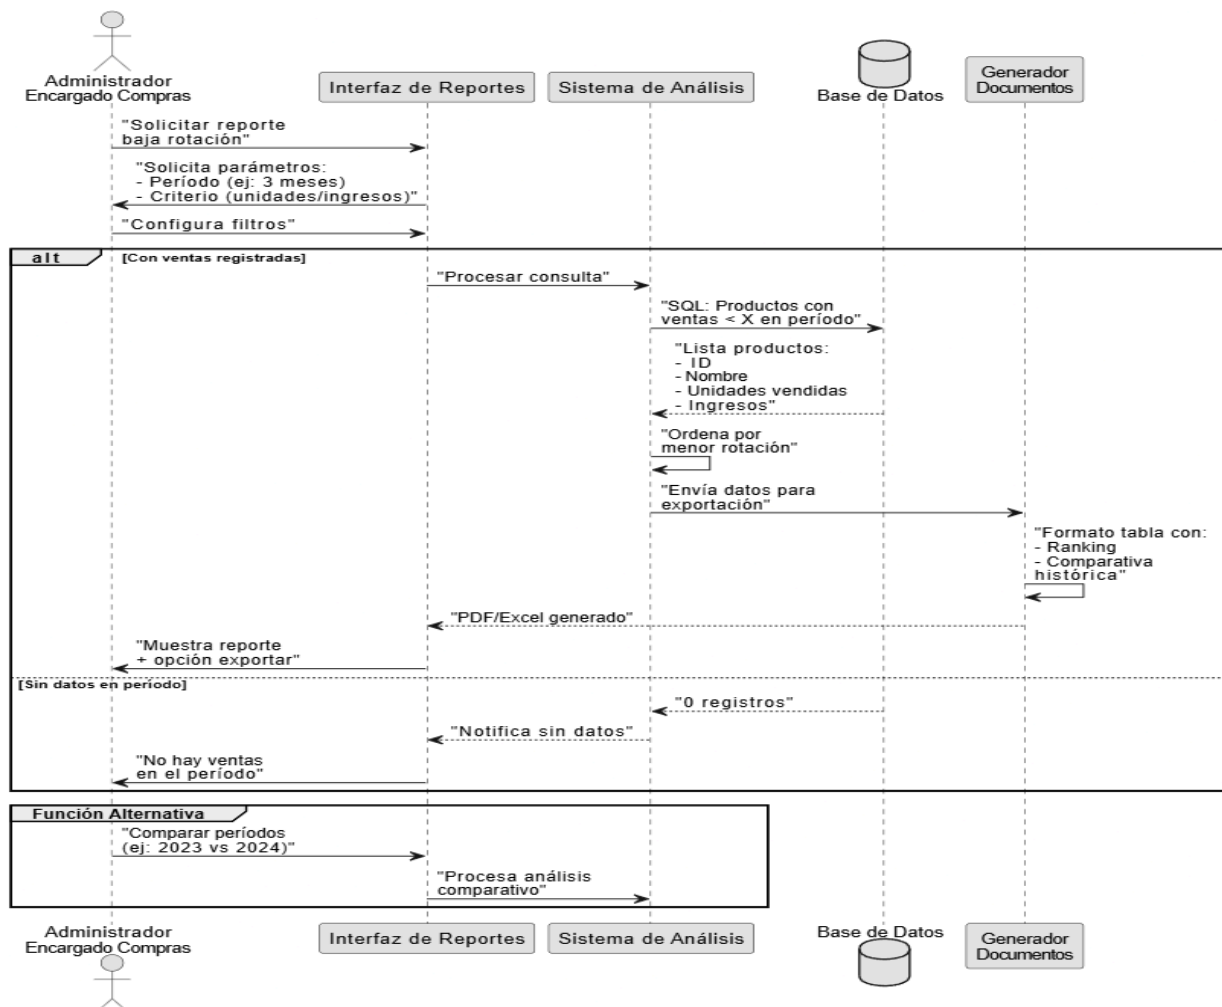 Administrador
Encargado Compras
Interfaz de Reportes
Sistema de Análisis
Base de Datos
Generador
Documentos
"Solicitar reporte
baja rotación"
"Solicita parámetros:
- Período (ej: 3 meses)
- Criterio (unidades/ingresos)"
"Configura filtros"
alt
[Con ventas registradas]
"Procesar consulta"
"SQL: Productos con
ventas < X en período"
"Lista productos:
- ID
- Nombre
- Unidades vendidas
- Ingresos"
"Ordena por
menor rotación"
"Envía datos para
exportación"
"Formato tabla con:
- Ranking
- Comparativa
histórica"
"PDF/Excel generado"
"Muestra reporte
+ opción exportar"
[Sin datos en período]
"0 registros"
"Notifica sin datos"
"No hay ventas
en el período"
Función Alternativa
"Comparar períodos
(ej: 2023 vs 2024)"
"Procesa análisis
comparativo"
Administrador
Encargado Compras
Interfaz de Reportes
Sistema de Análisis
Base de Datos
Generador
Documentos